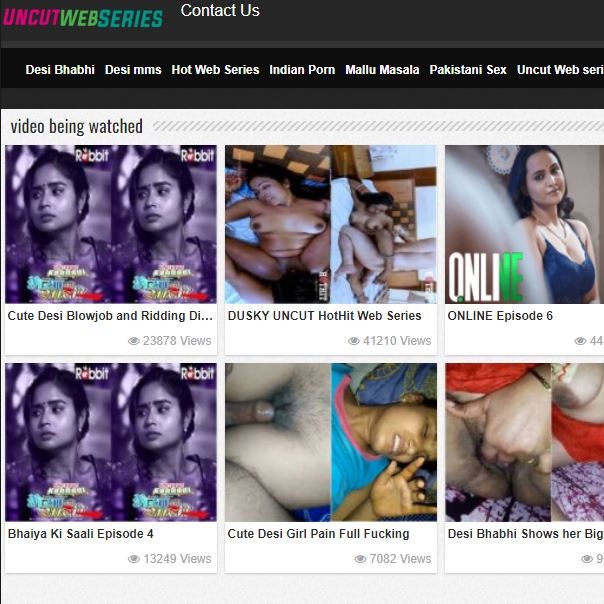 UNCUTWEBSERIES
Contact Us
Desi Bhabhi Desi mms Hot Web Series Indian Porn Mallu Masala Pakistani Sex Uncut Web seri
video being watched
Rabbit Rabbit
ONLINE
Cute Desi Blowjob and Ridding Di...
DUSKY UNCUT HotHit Web Series
ONLINE Episode 6
23878 Views
41210 Views
44
Rabbit Rabbit
Bhaiya Ki Saali Episode 4
Cute Desi Girl Pain Full Fucking
Desi Bhabhi Shows her Big
13249 Views
7082 Views
9